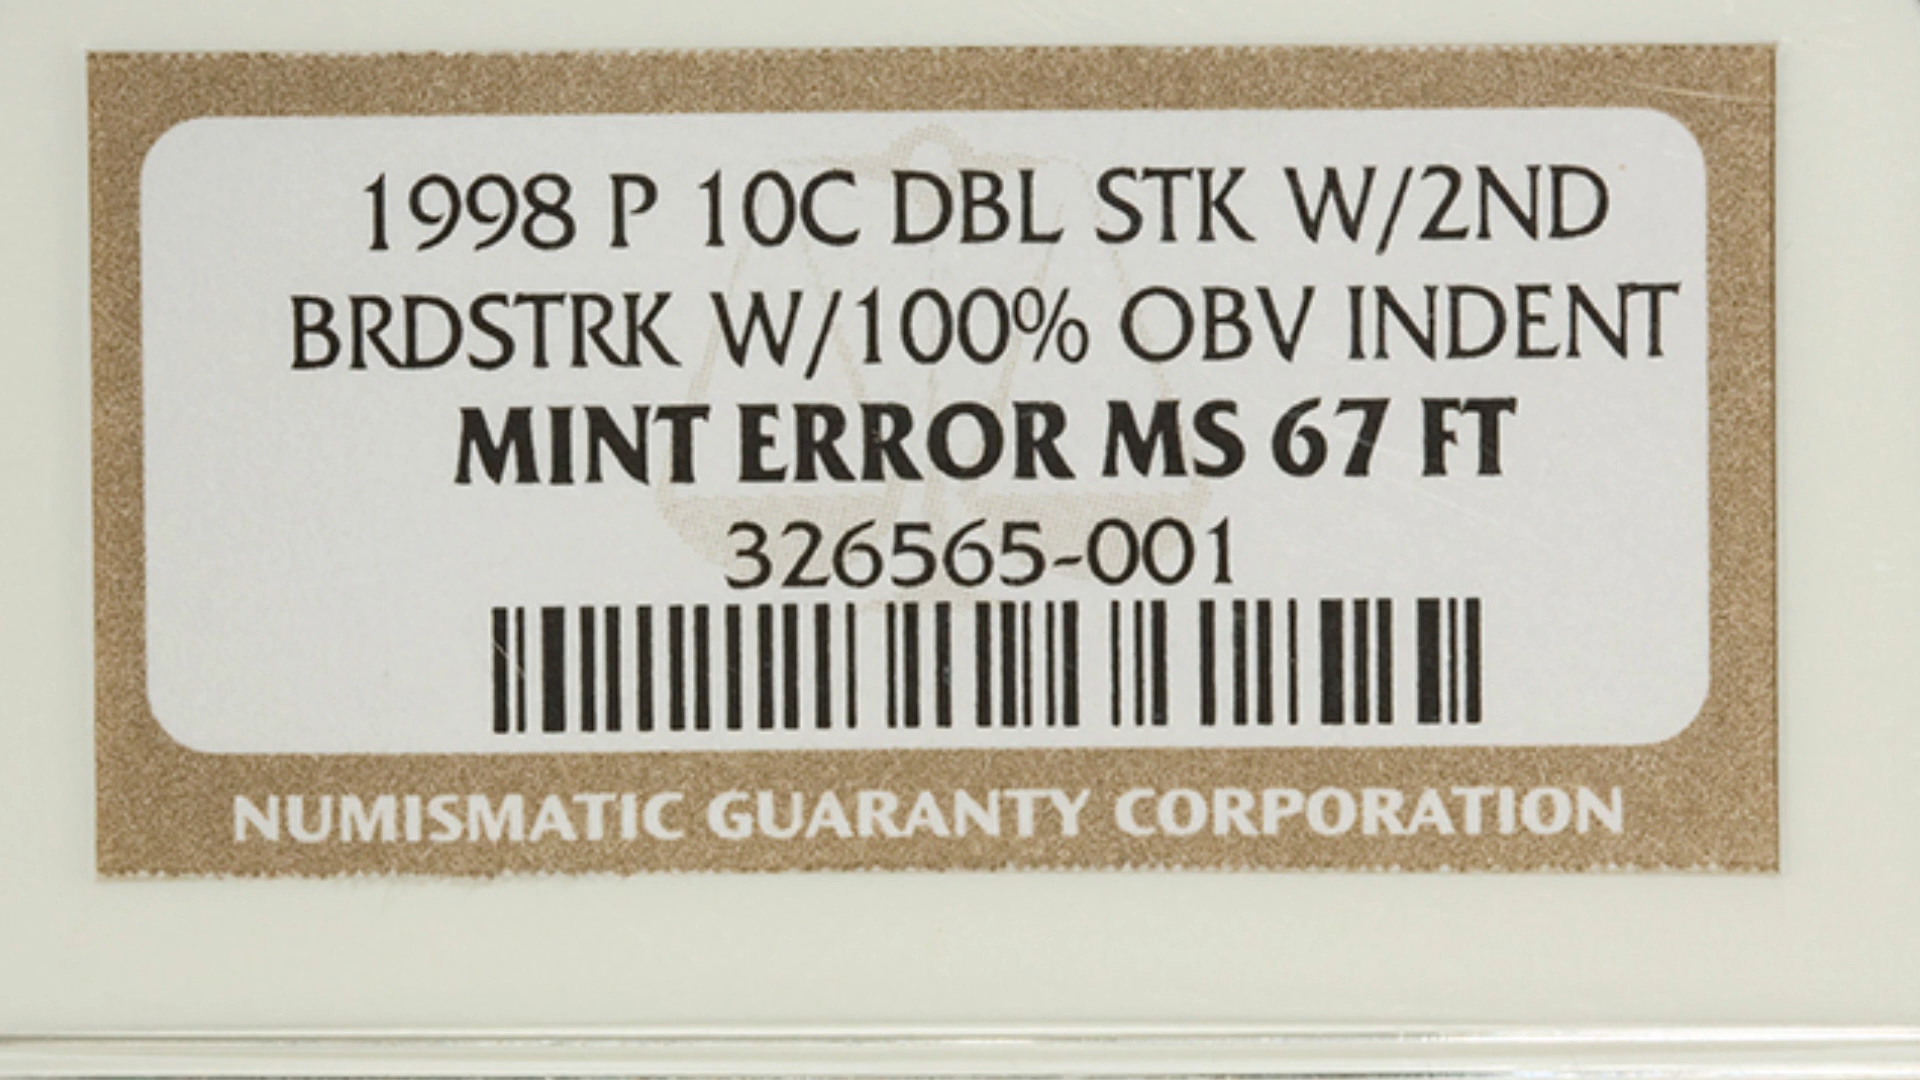 1998 P 10C DBL STK W/2ND
BRDSTRK W/100% OBV INDENT
MINT ERROR MS 67 FT
326565-001
NUMISMATIC GUARANTY CORPORATION